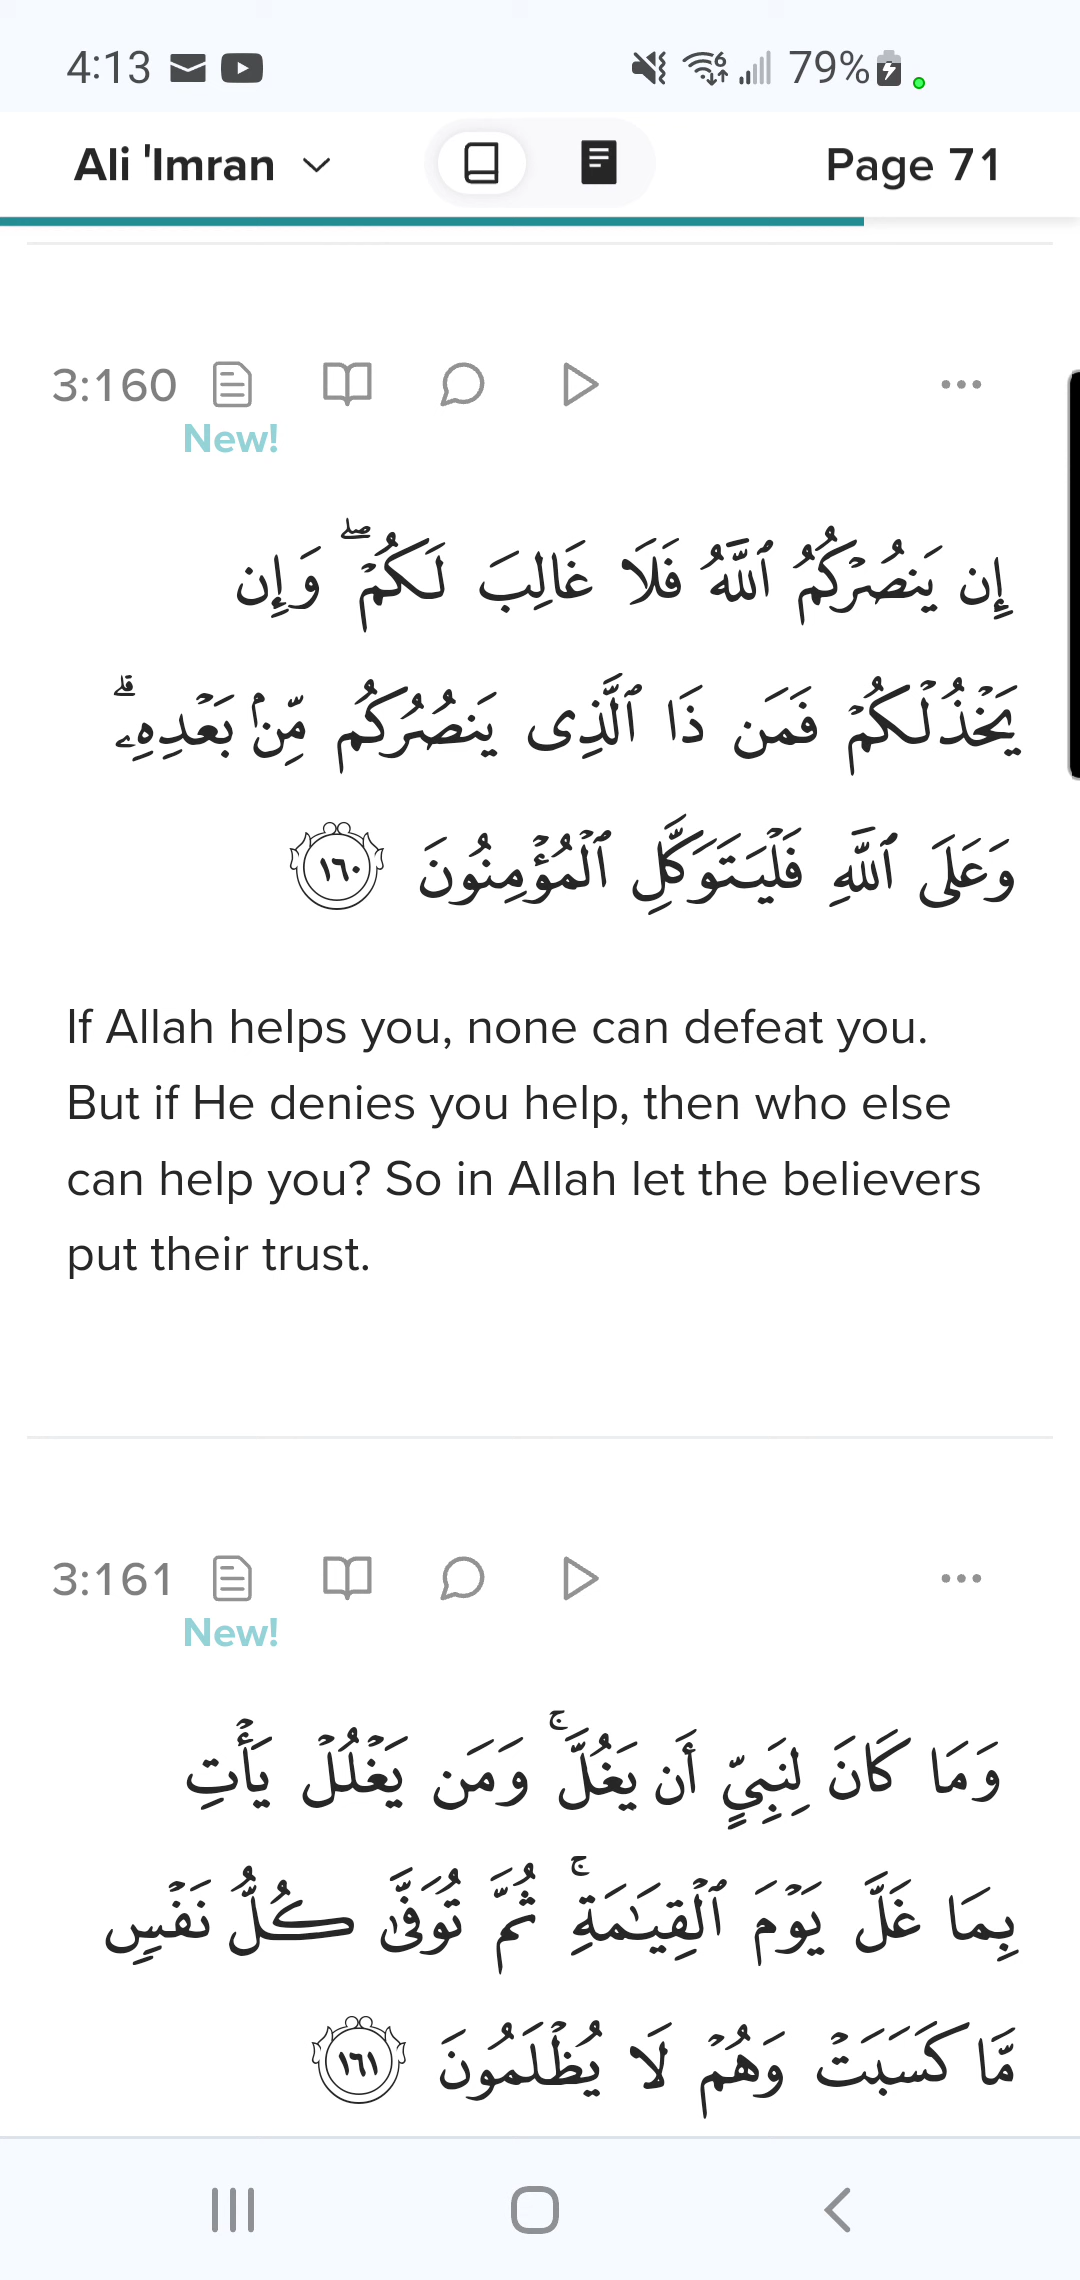 4:13
79%
Ali 'Imran
Page 71
3:160
New!
إِن يَنصُرْكُمُ ٱللَّهُ فَلَا غَالِبَ لَكُمْ ۖ وَإِن
يَخْذُلْكُمْ فَمَن ذَا ٱلَّذِى يَنصُرُكُم مِّنۢ بَعْدِهِۦ ۗ
وَعَلَى ٱللَّهِ فَلْيَتَوَكَّلِ ٱلْمُؤْمِنُونَ ١٦٠
If Allah helps you, none can defeat you.
But if He denies you help, then who else
can help you? So in Allah let the believers
put their trust.
3:161
New!
وَمَا كَانَ لِنَبِىٍّ أَن يَغُلَّ ۚ وَمَن يَغْلُلْ يَأْتِ
بِمَا غَلَّ يَوْمَ ٱلْقِيَـٰمَةِ ۚ ثُمَّ تُوَفَّىٰ كُلُّ نَفْسٍ
مَّا كَسَبَتْ وَهُمْ لَا يُظْلَمُونَ ١٦١